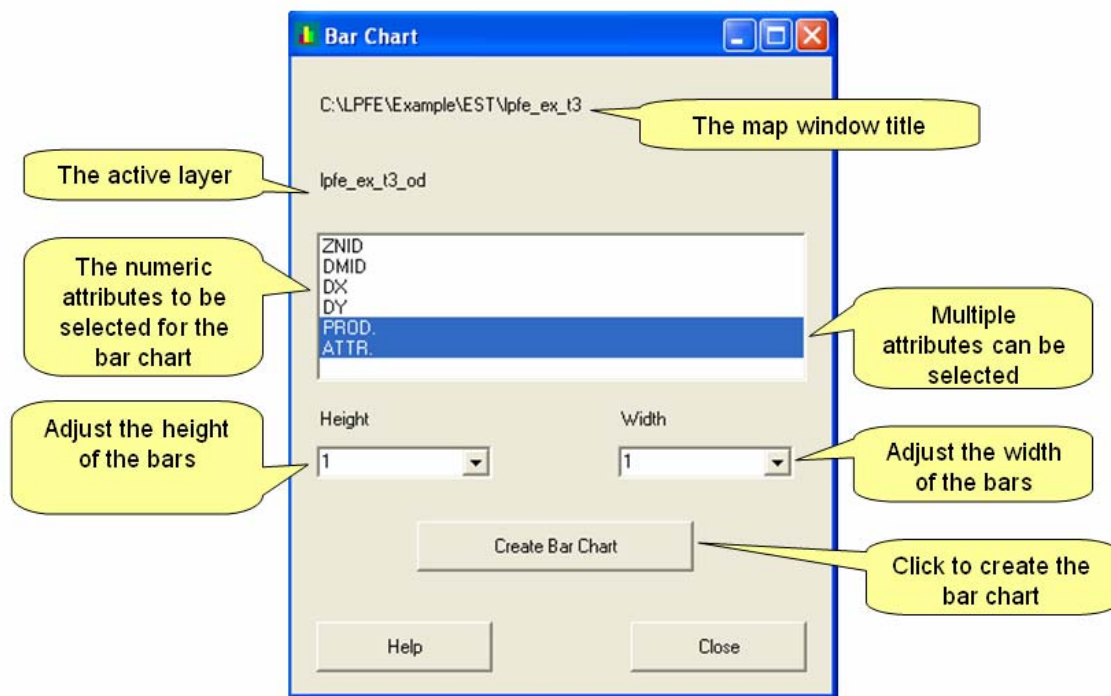 Bar Chart
C:\LPFE\Example\EST\lpfe_ex_t3
The map window title
The active layer
lpfe_ex_t3_od
The numeric
attributes to be
selected for the
bar chart
ZNID
DMID
DX
DY
PROD.
ATTR.
Multiple
attributes can be
selected
Adjust the height
of the bars
Height
Width
1
1
Adjust the width
of the bars
Create Bar Chart
Click to create the
bar chart
Help
Close